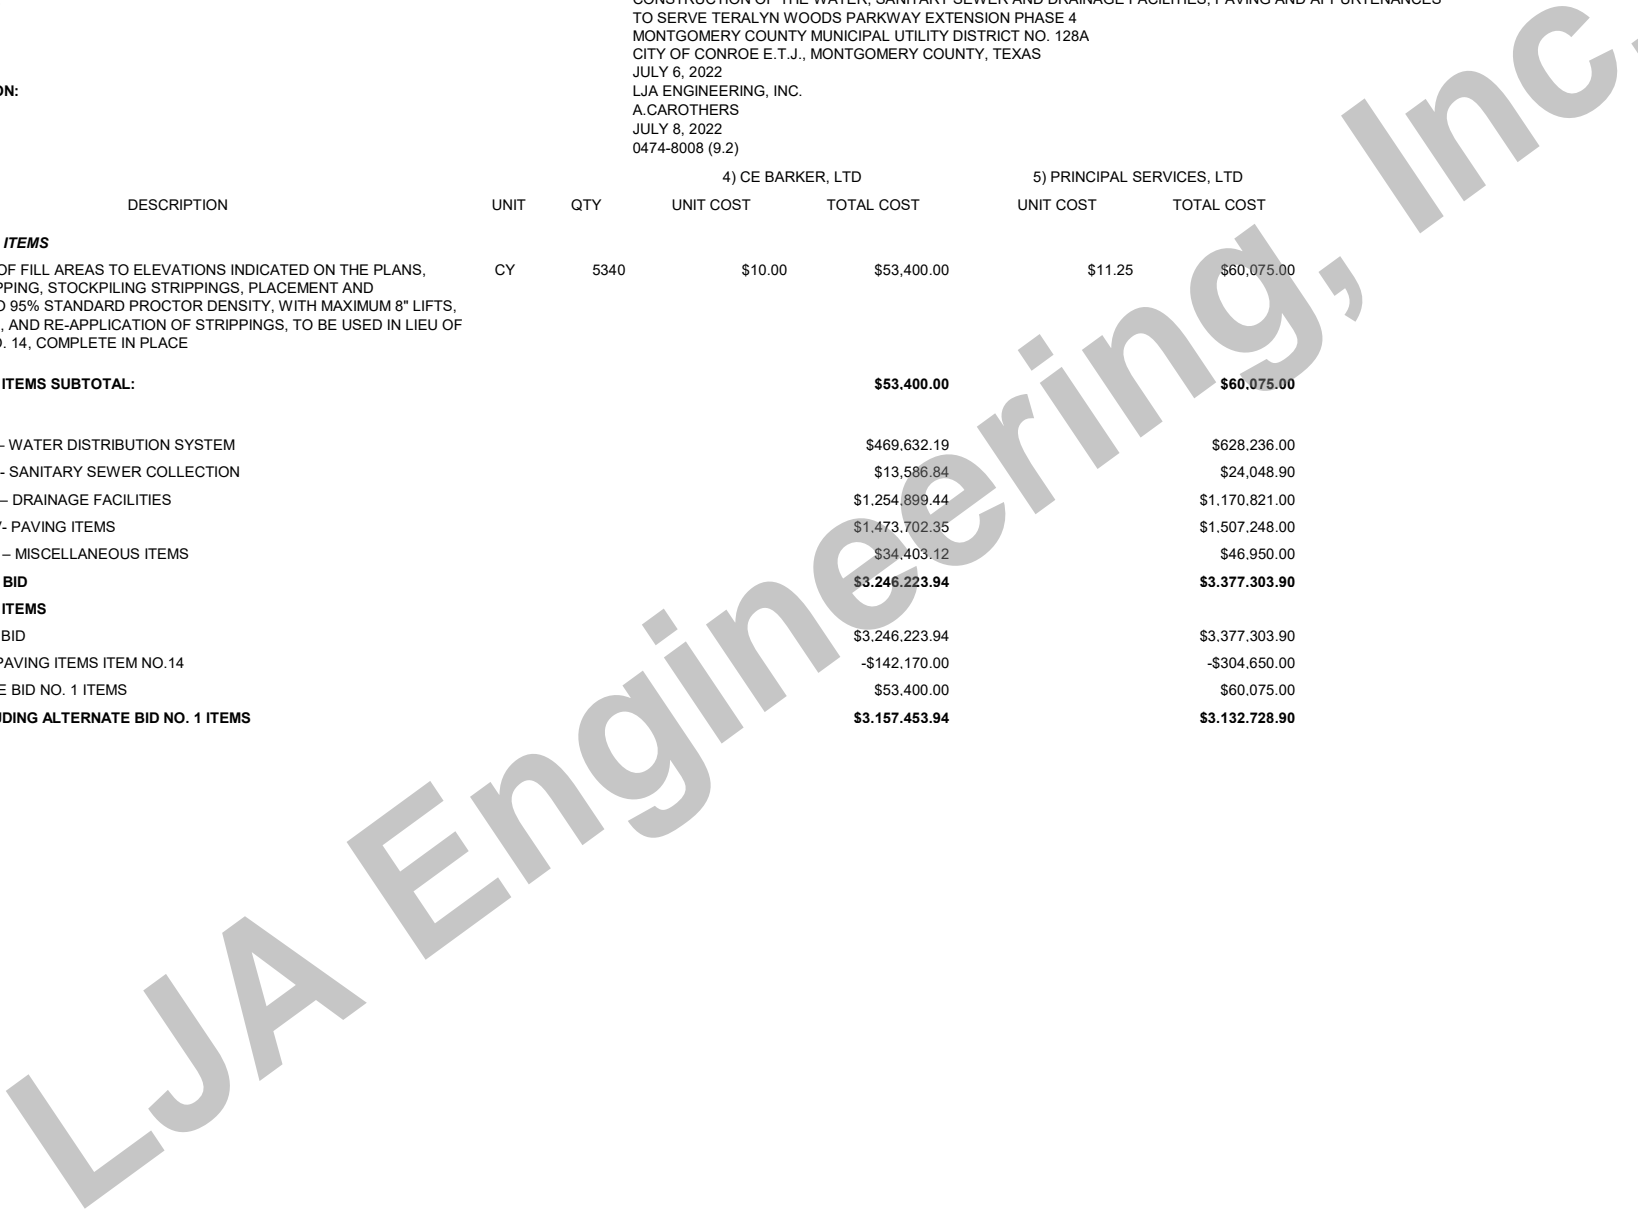 CONSTRUCTION OF THE WATER, SANITARY SEWER AND DRAINAGE FACILITIES, PAVING AND APPURTENANCES
TO SERVE TERALYN WOODS PARKWAY EXTENSION PHASE 4
MONTGOMERY COUNTY MUNICIPAL UTILITY DISTRICT NO. 128A
CITY OF CONROE E.T.J., MONTGOMERY COUNTY, TEXAS
JULY 6, 2022
ON: LJA ENGINEERING, INC.
A.CAROTHERS
JULY 8, 2022
0474-8008 (9.2)
4) CE BARKER, LTD 5) PRINCIPAL SERVICES, LTD
DESCRIPTION UNIT QTY UNIT COST TOTAL COST UNIT COST TOTAL COST
ITEMS
OF FILL AREAS TO ELEVATIONS INDICATED ON THE PLANS, CY 5340 $10.00 $53,400.00 $11.25 $60,075.00
PPING, STOCKPILING STRIPPINGS, PLACEMENT AND
O 95% STANDARD PROCTOR DENSITY, WITH MAXIMUM 8" LIFTS,
, AND RE-APPLICATION OF STRIPPINGS, TO BE USED IN LIEU OF
O. 14, COMPLETE IN PLACE
ITEMS SUBTOTAL: $53,400.00 $60,075.00
– WATER DISTRIBUTION SYSTEM $469,632.19 $628,236.00
- SANITARY SEWER COLLECTION $13,586.84 $24,048.90
– DRAINAGE FACILITIES $1,254,899.44 $1,170,821.00
- PAVING ITEMS $1,473,702.35 $1,507,248.00
– MISCELLANEOUS ITEMS $34,403.12 $46,950.00
BID $3,246,223.94 $3,377,303.90
ITEMS
BID $3,246,223.94 $3,377,303.90
PAVING ITEMS ITEM NO.14 -$142,170.00 -$304,650.00
E BID NO. 1 ITEMS $53,400.00 $60,075.00
UDING ALTERNATE BID NO. 1 ITEMS $3,157,453.94 $3,132,728.90
LJA Engineering, Inc.